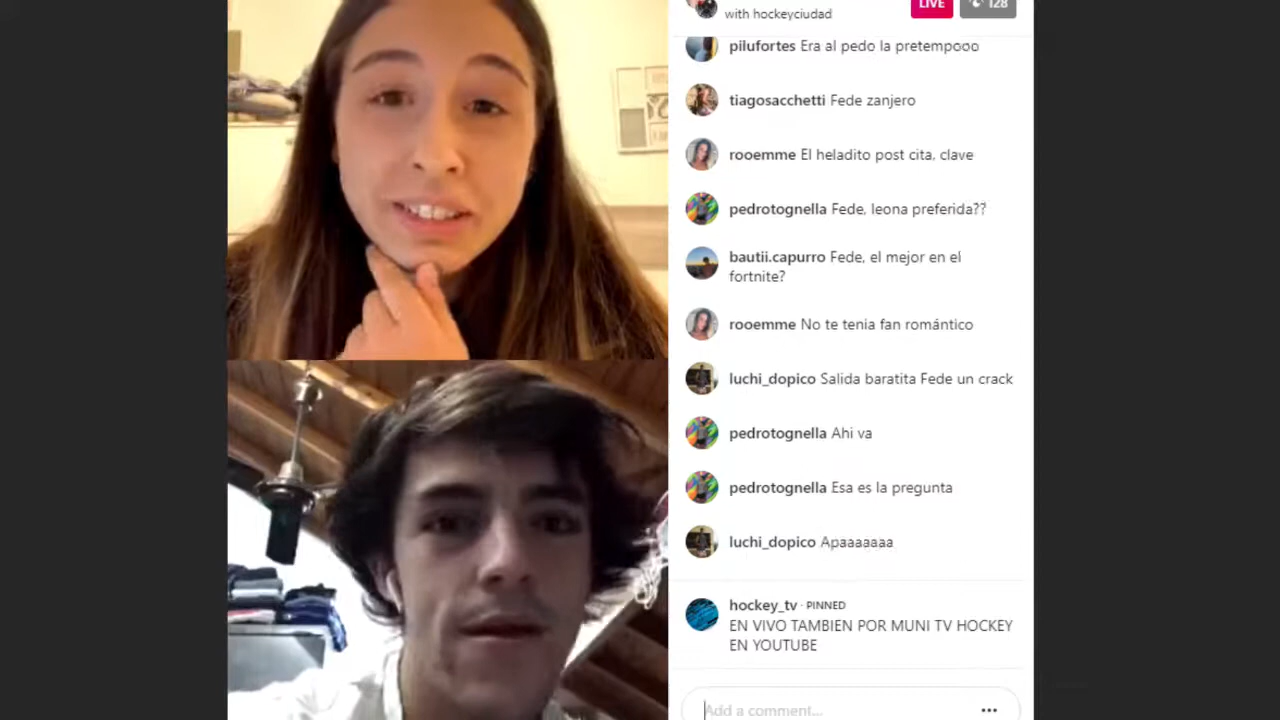 with hockeyciudad
LIVE
128
pilufortes Era al pedo la pretempooo
tiagosacchetti Fede zanjero
rooemme El heladito post cita, clave
pedrotognella Fede, leona preferida??
bautii.capurro Fede, el mejor en el
fortnite?
rooemme No te tenia fan romántico
luchi_dopico Salida baratita Fede un crack
pedrotognella Ahi va
pedrotognella Esa es la pregunta
luchi_dopico Apaaaaaaa
hockey_tv · PINNED
EN VIVO TAMBIEN POR MUNI TV HOCKEY
EN YOUTUBE
Add a comment...